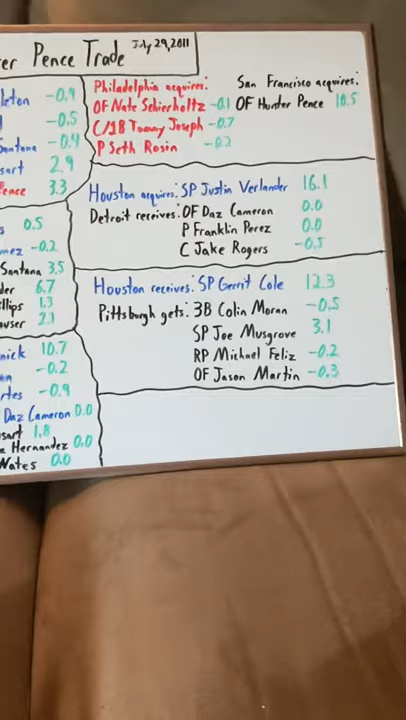 Pence Trade July 29, 2011
-0.9
-0.5
-0.4
2.9
3.3
0.5
-0.2
Santana 3.5
6.7
1.3
2.1
10.7
-0.2
-0.9
Daz Cameron 0.0
1.8
Hernandez 0.0
0.0
Philadelphia acquires:
OF Nate Schierholtz -0.1
C/1B Tommy Joseph -0.7
P Seth Rosin -0.2
San Francisco acquires:
OF Hunter Pence 10.5
Houston acquires: SP Justin Verlander 16.1
Detroit receives: OF Daz Cameron 0.0
P Franklin Perez 0.0
C Jake Rogers -0.5
Houston receives: SP Gerrit Cole 12.3
Pittsburgh gets: 3B Colin Moran -0.5
SP Joe Musgrove 3.1
RP Michael Feliz -0.2
OF Jason Martin -0.3